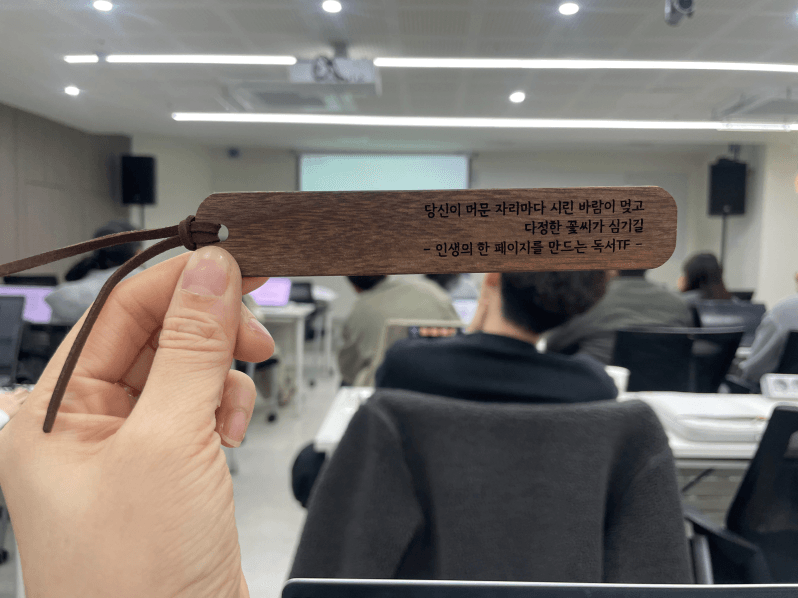 당신이 머문 자리마다 시린 바람이 멎고
다정한 꽃씨가 심기길
- 인생의 한 페이지를 만드는 독서TF -